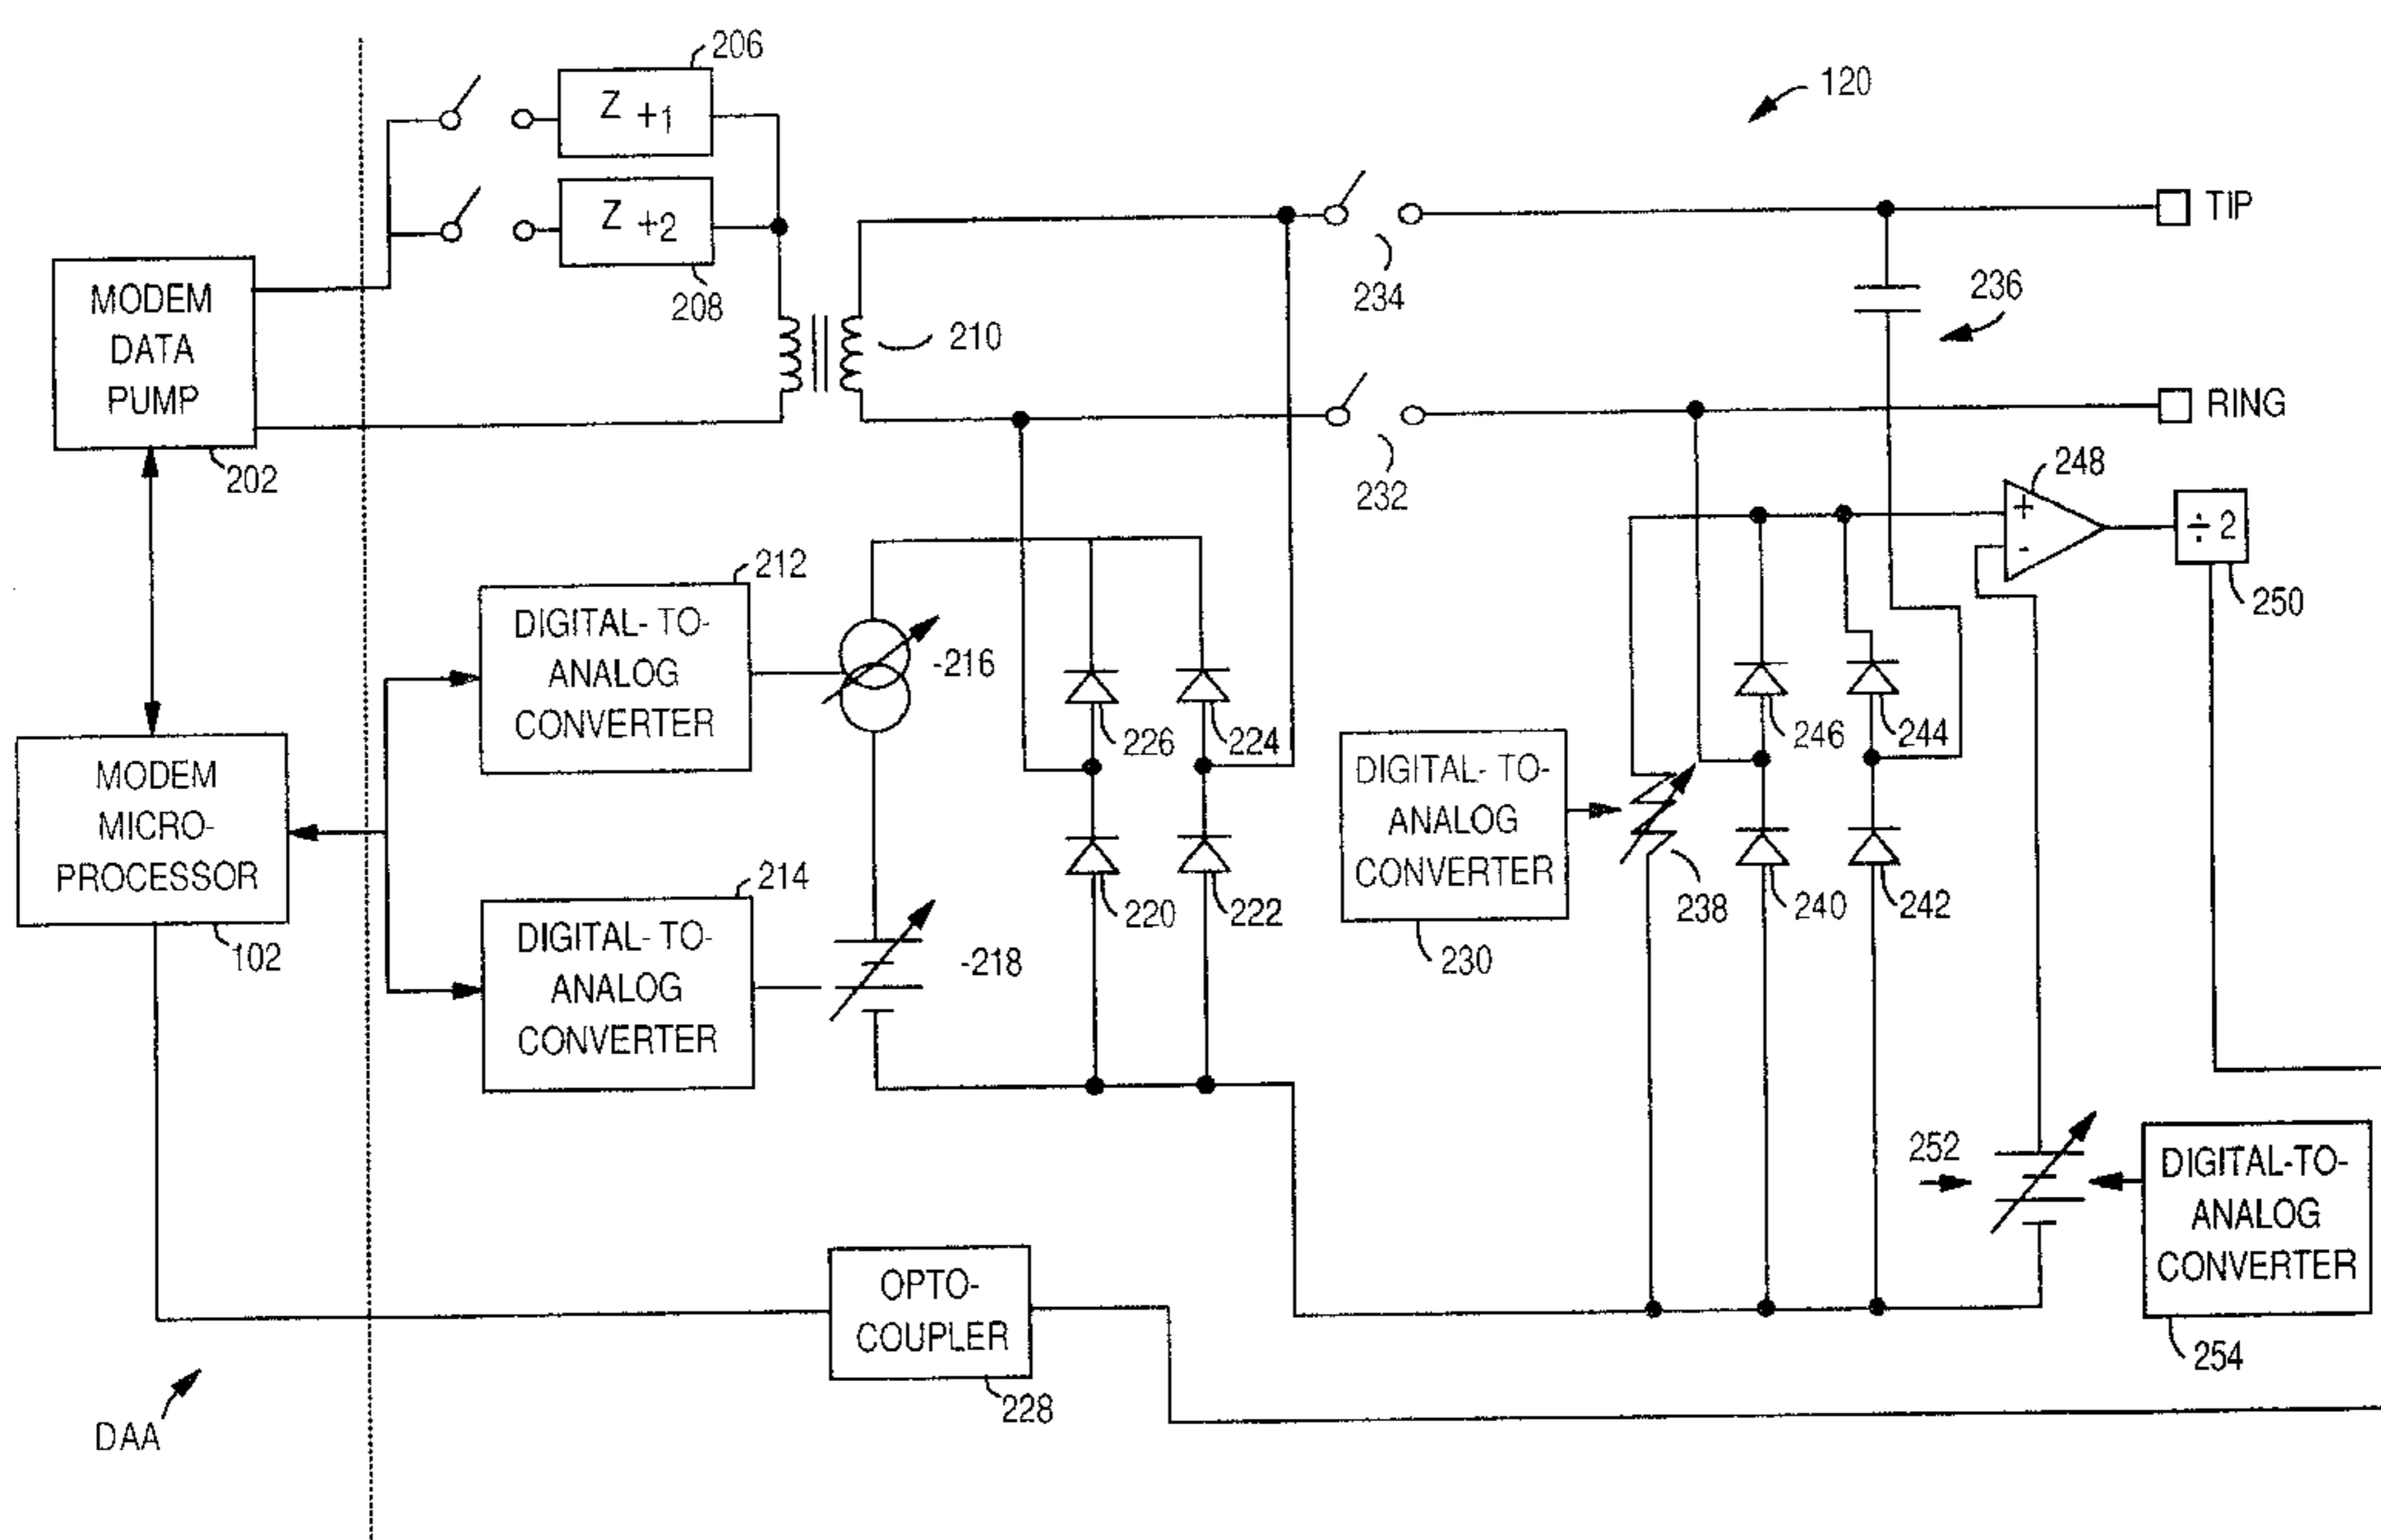 206
Z +1
120
Z +2
208
TIP
234
236
MODEM
DATA
PUMP
210
RING
202
232
248
+
-
÷ 2
250
212
DIGITAL- TO-
ANALOG
CONVERTER
-216
226
224
246
244
MODEM
MICRO-
PROCESSOR
102
DIGITAL- TO-
ANALOG
CONVERTER
230
238
240
242
214
DIGITAL- TO-
ANALOG
CONVERTER
-218
220
222
252
DIGITAL-TO-
ANALOG
CONVERTER
254
OPTO-
COUPLER
228
DAA